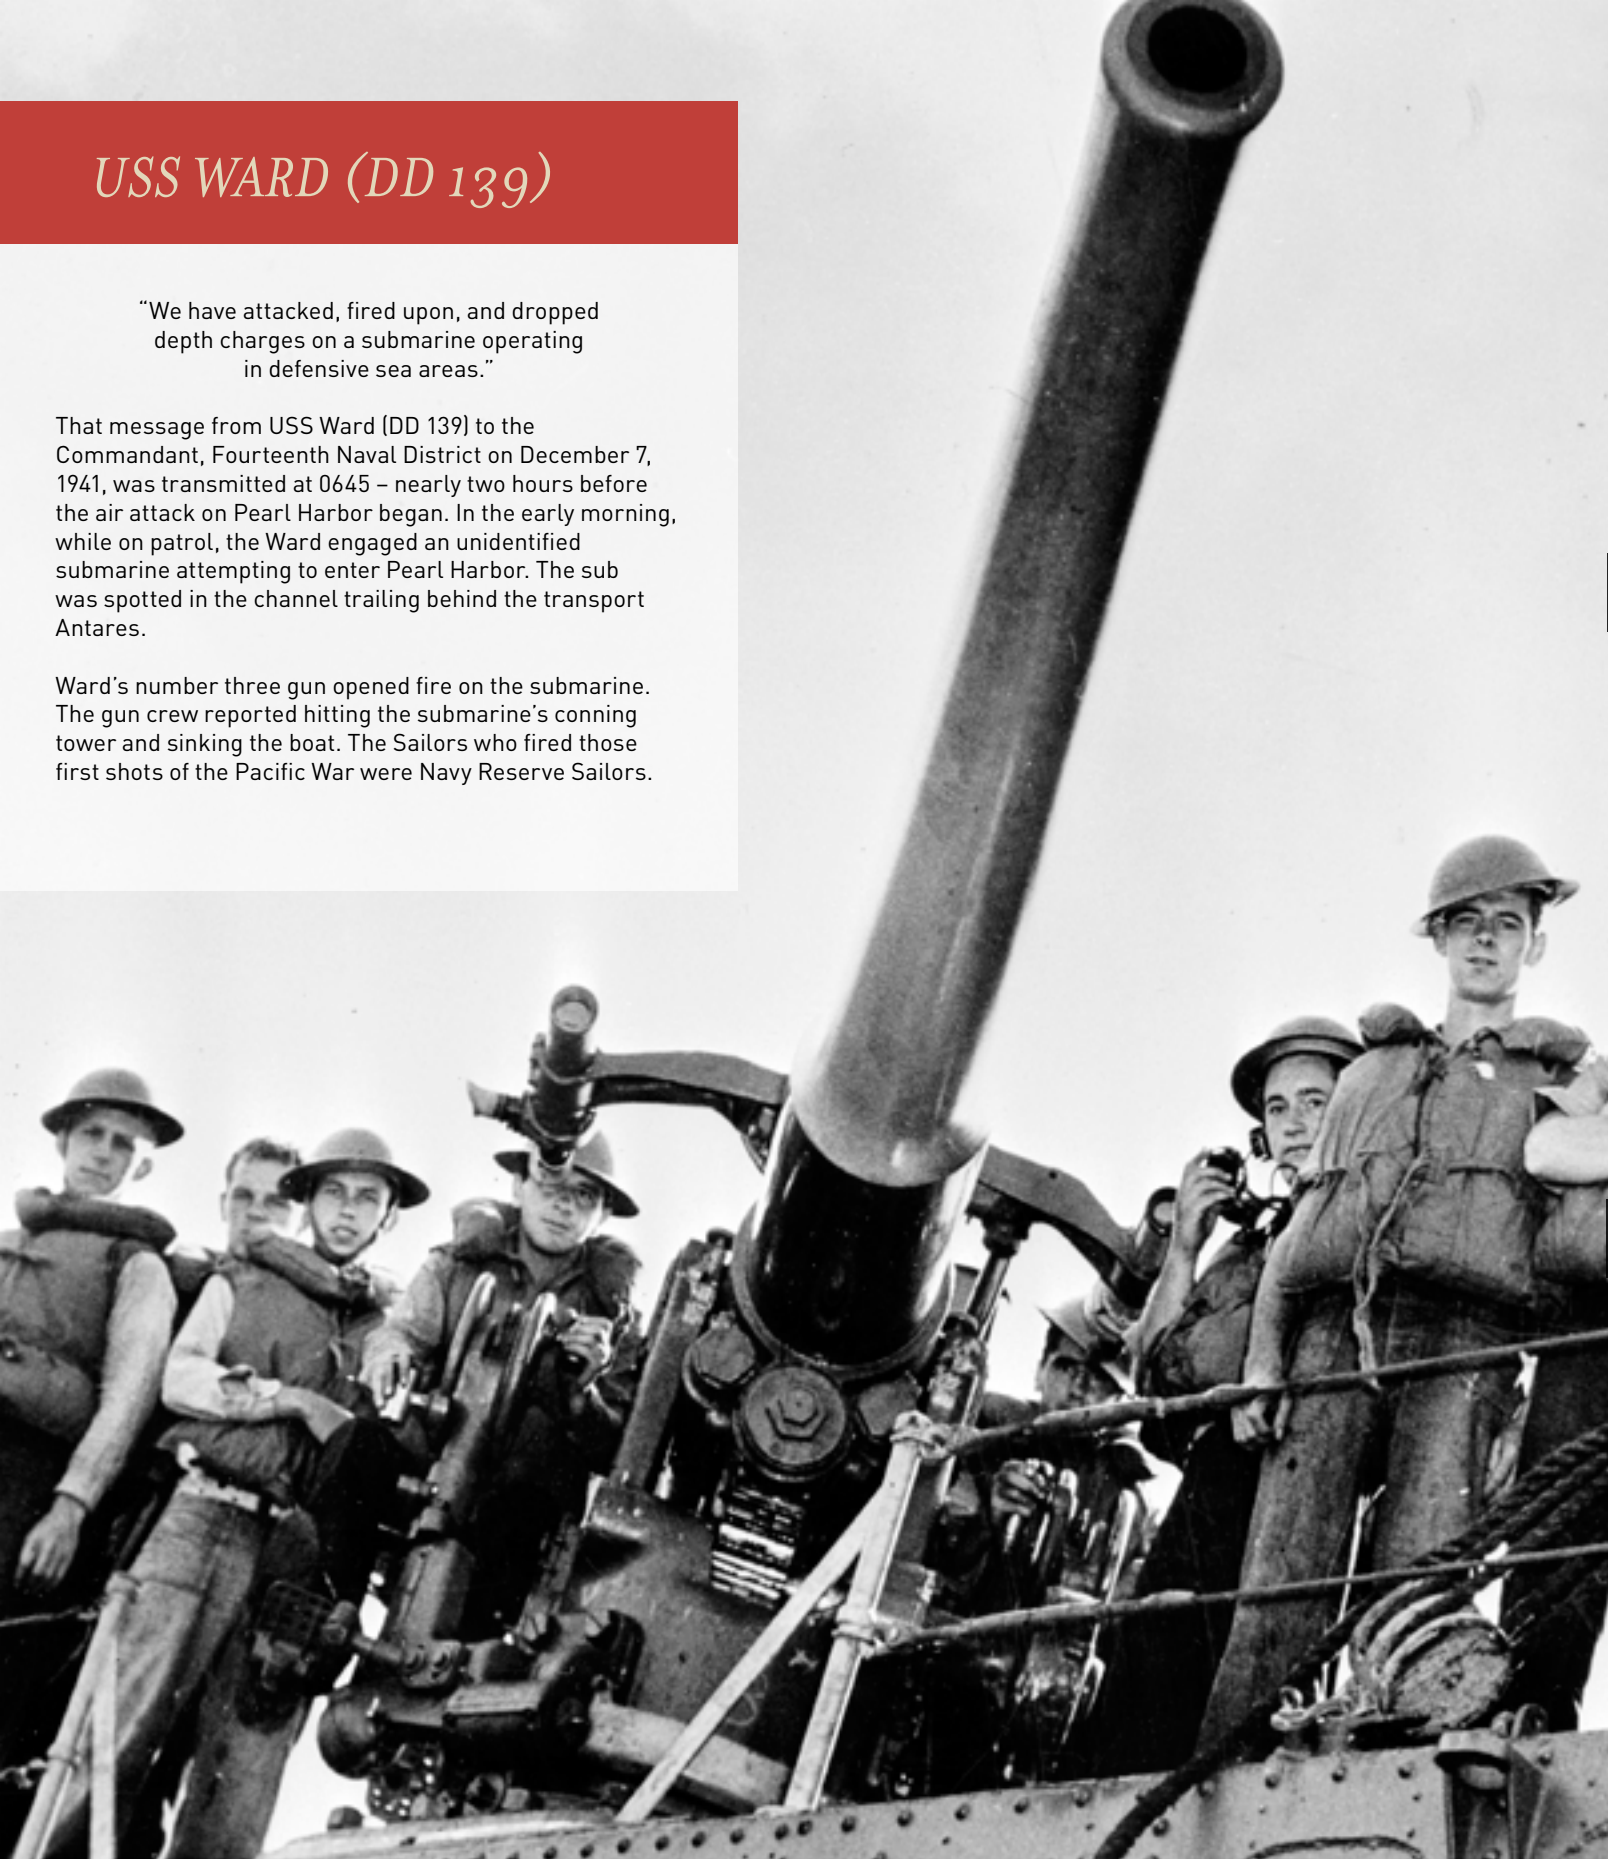 USS WARD (DD 139)
“We have attacked, fired upon, and dropped
depth charges on a submarine operating
in defensive sea areas.”
That message from USS Ward (DD 139) to the
Commandant, Fourteenth Naval District on December 7,
1941, was transmitted at 0645 – nearly two hours before
the air attack on Pearl Harbor began. In the early morning,
while on patrol, the Ward engaged an unidentified
submarine attempting to enter Pearl Harbor. The sub
was spotted in the channel trailing behind the transport
Antares.
Ward’s number three gun opened fire on the submarine.
The gun crew reported hitting the submarine’s conning
tower and sinking the boat. The Sailors who fired those
first shots of the Pacific War were Navy Reserve Sailors.